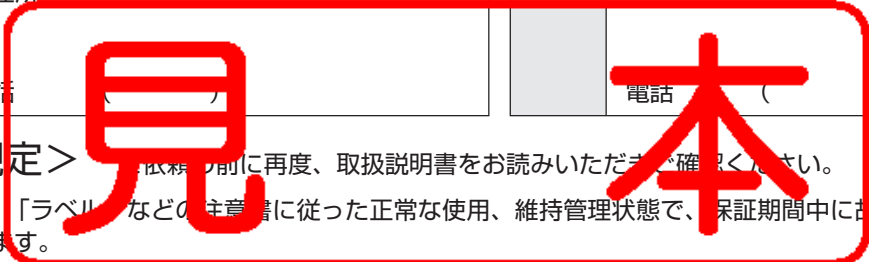 見本
話 ( )
電話 (
規定> ご依頼の前に再度、取扱説明書をお読みいただきご確認ください。
「ラベル」などの注意書に従った正常な使用、維持管理状態で、保証期間中に故
ます。